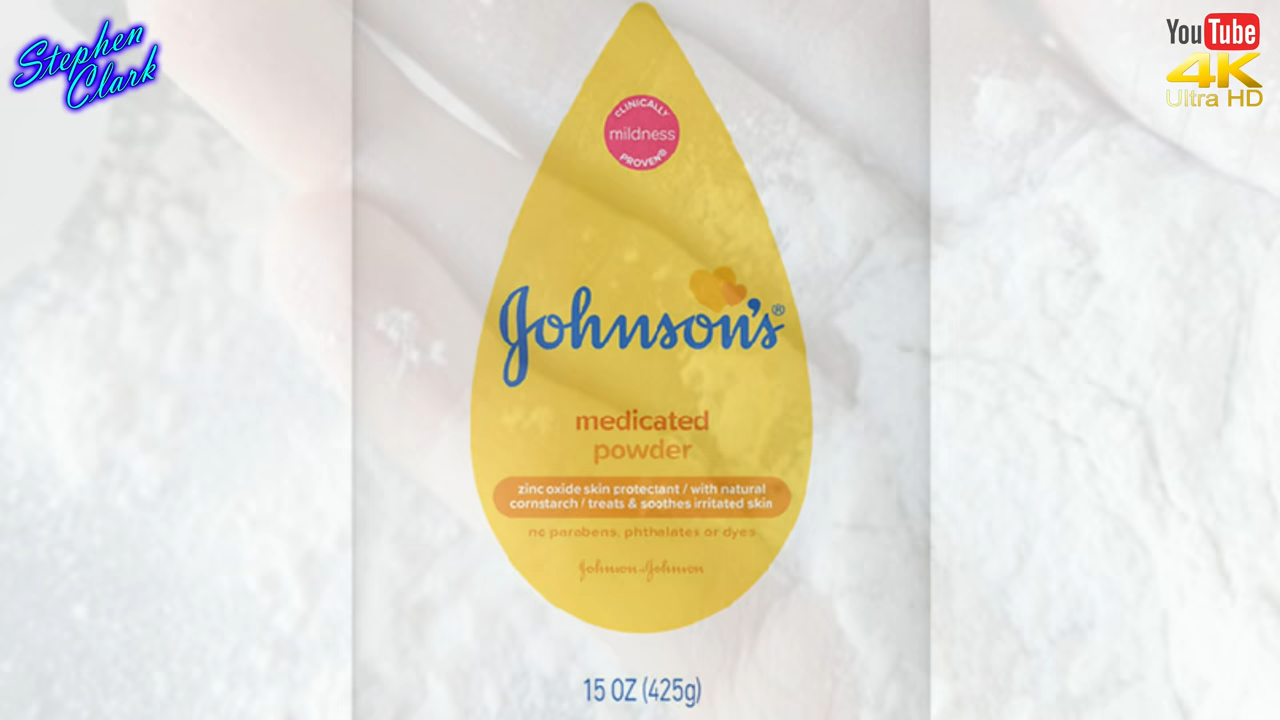 Stephen
Clark
YouTube
4K
Ultra HD
CLINICALLY
mildness
PROVEN®
Johnson's®
medicated
powder
zinc oxide skin protectant / with natural
cornstarch / treats & soothes irritated skin
no parabens, phthalates or dyes
Johnson & Johnson
15 OZ (425g)